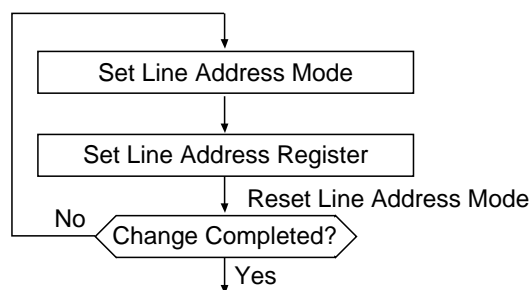 Set Line Address Mode
Set Line Address Register
Reset Line Address Mode
No
Change Completed?
Yes